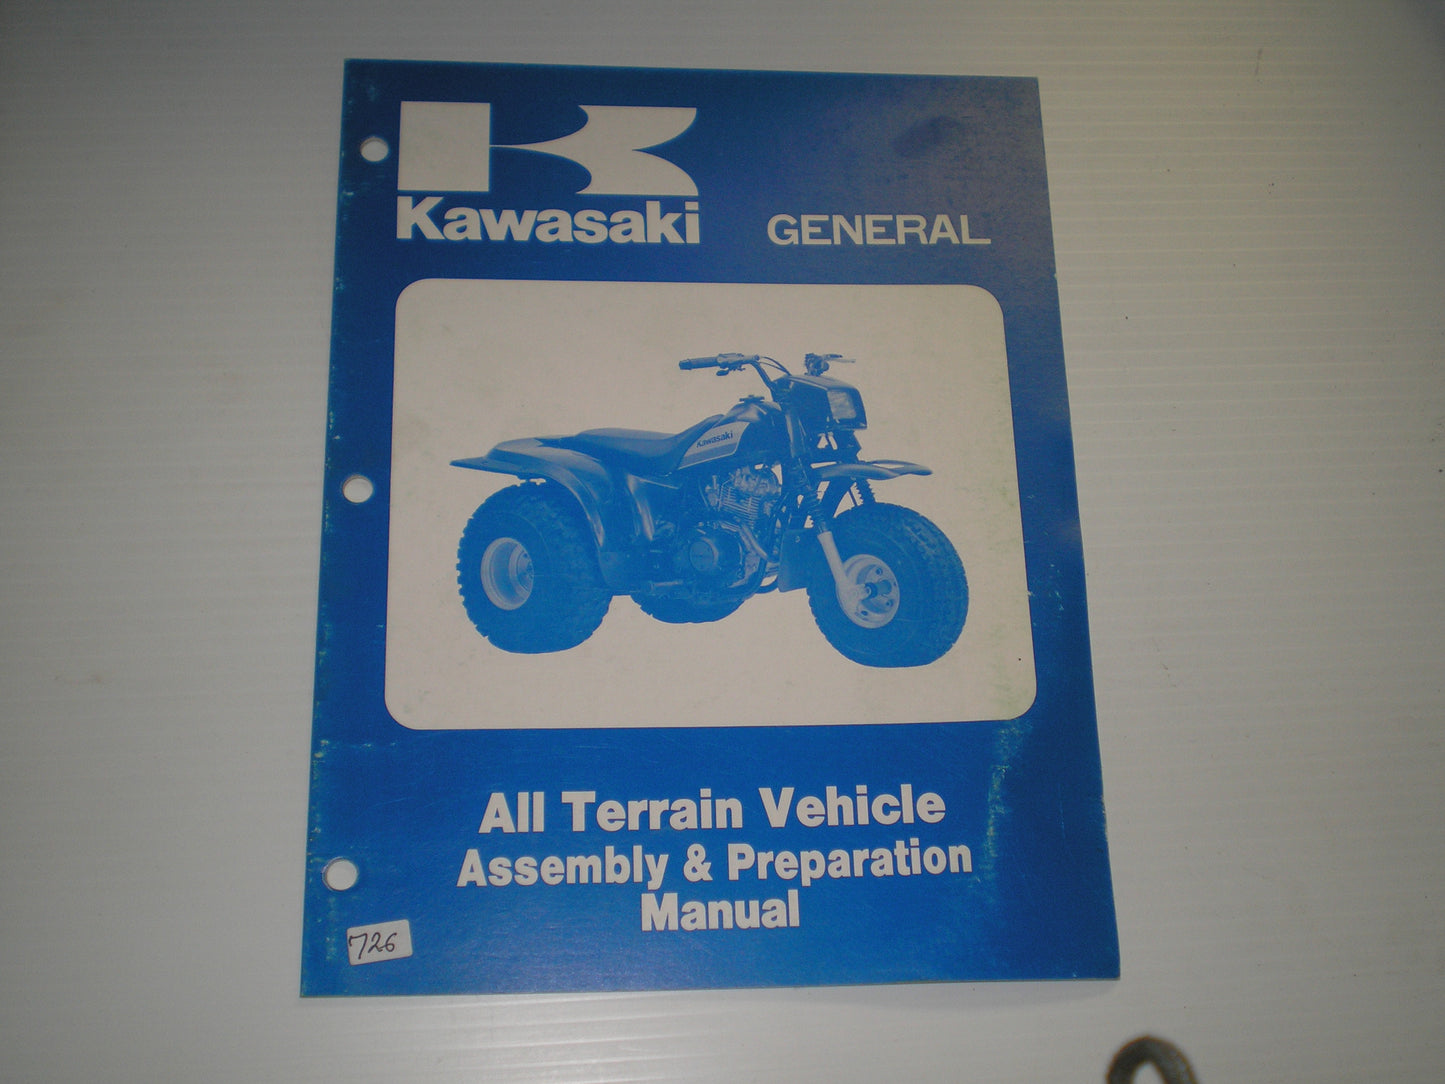 Kawasaki GENERAL
Kawasaki
All Terrain Vehicle
Assembly & Preparation
Manual
726